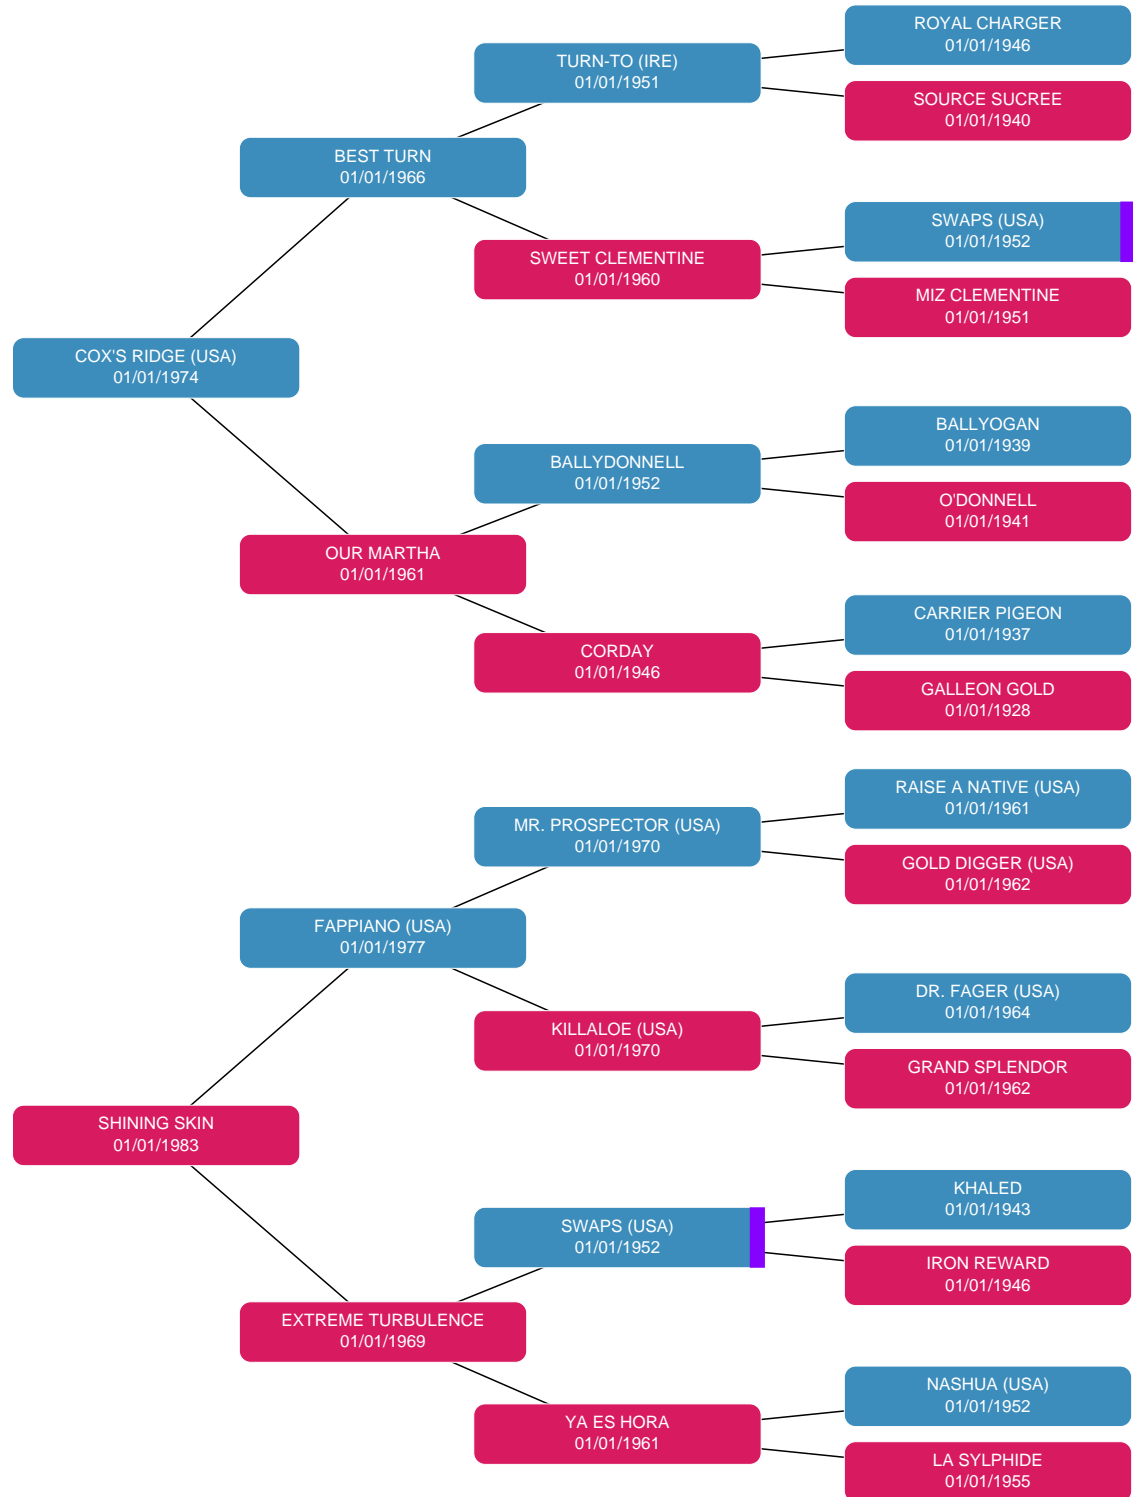 ROYAL CHARGER
01/01/1946
TURN-TO (IRE)
01/01/1951
SOURCE SUCREE
01/01/1940
BEST TURN
01/01/1966
SWAPS (USA)
01/01/1952
SWEET CLEMENTINE
01/01/1960
MIZ CLEMENTINE
01/01/1951
COX'S RIDGE (USA)
01/01/1974
BALLYOGAN
01/01/1939
BALLYDONNELL
01/01/1952
O'DONNELL
01/01/1941
OUR MARTHA
01/01/1961
CARRIER PIGEON
01/01/1937
CORDAY
01/01/1946
GALLEON GOLD
01/01/1928
RAISE A NATIVE (USA)
01/01/1961
MR. PROSPECTOR (USA)
01/01/1970
GOLD DIGGER (USA)
01/01/1962
FAPPIANO (USA)
01/01/1977
DR. FAGER (USA)
01/01/1964
KILLALOE (USA)
01/01/1970
GRAND SPLENDOR
01/01/1962
SHINING SKIN
01/01/1983
KHALED
01/01/1943
SWAPS (USA)
01/01/1952
IRON REWARD
01/01/1946
EXTREME TURBULENCE
01/01/1969
NASHUA (USA)
01/01/1952
YA ES HORA
01/01/1961
LA SYLPHIDE
01/01/1955